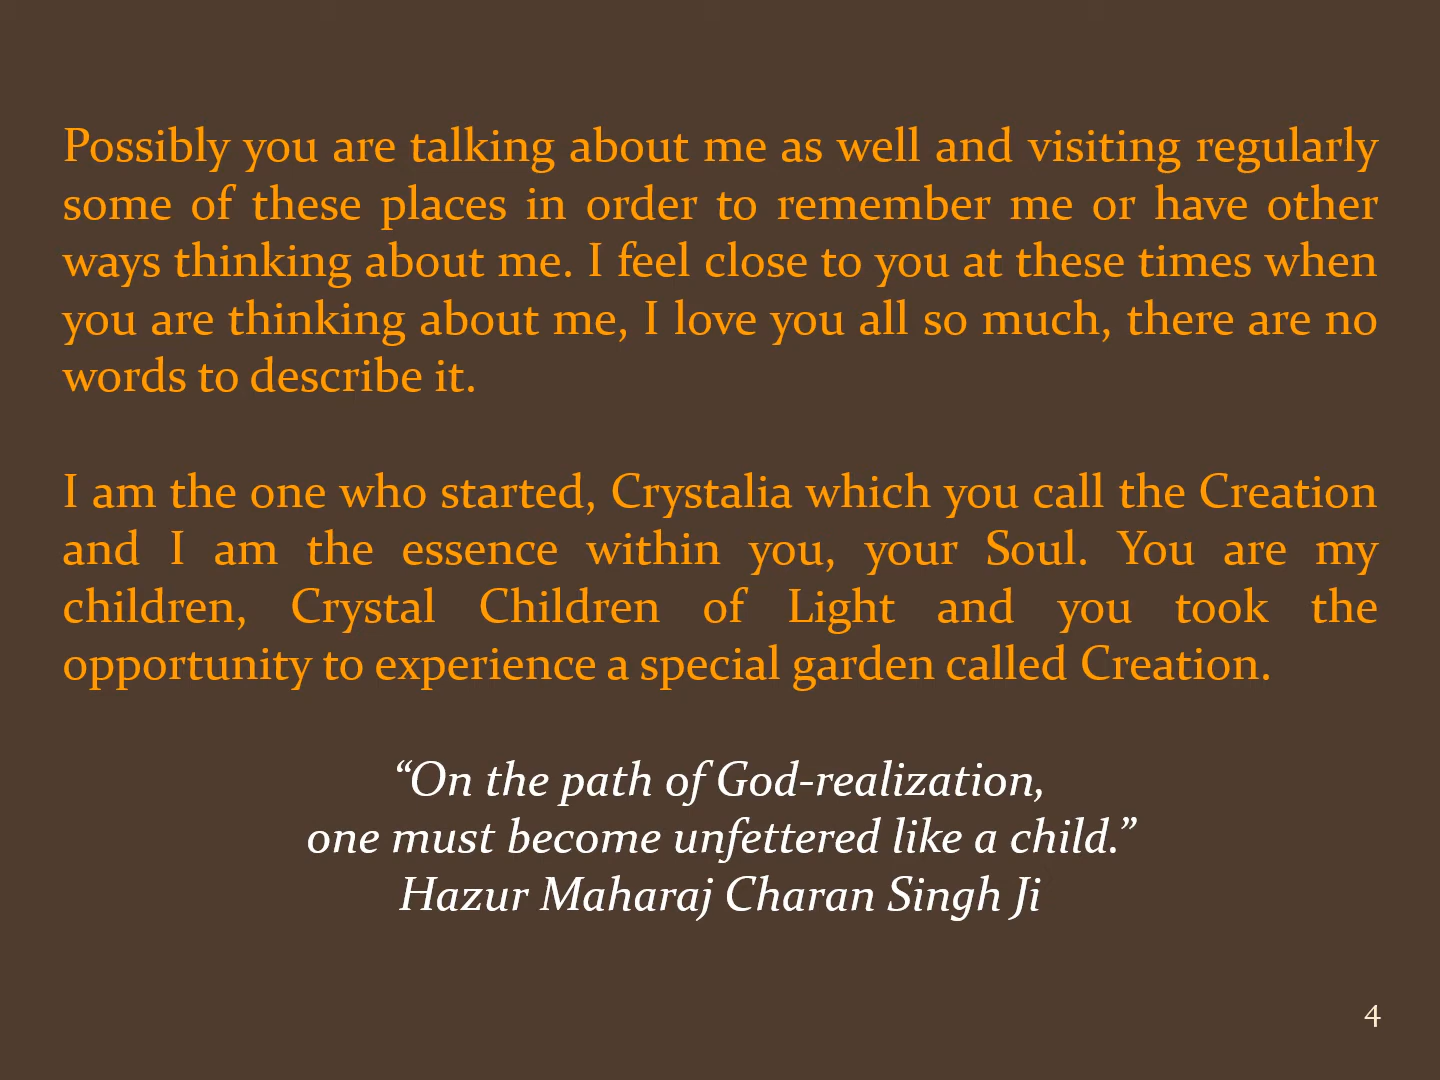 Possibly you are talking about me as well and visiting regularly
some of these places in order to remember me or have other
ways thinking about me. I feel close to you at these times when
you are thinking about me, I love you all so much, there are no
words to describe it.
I am the one who started, Crystalia which you call the Creation
and I am the essence within you, your Soul. You are my
children, Crystal Children of Light and you took the
opportunity to experience a special garden called Creation.
“On the path of God-realization,
one must become unfettered like a child.”
Hazur Maharaj Charan Singh Ji
4